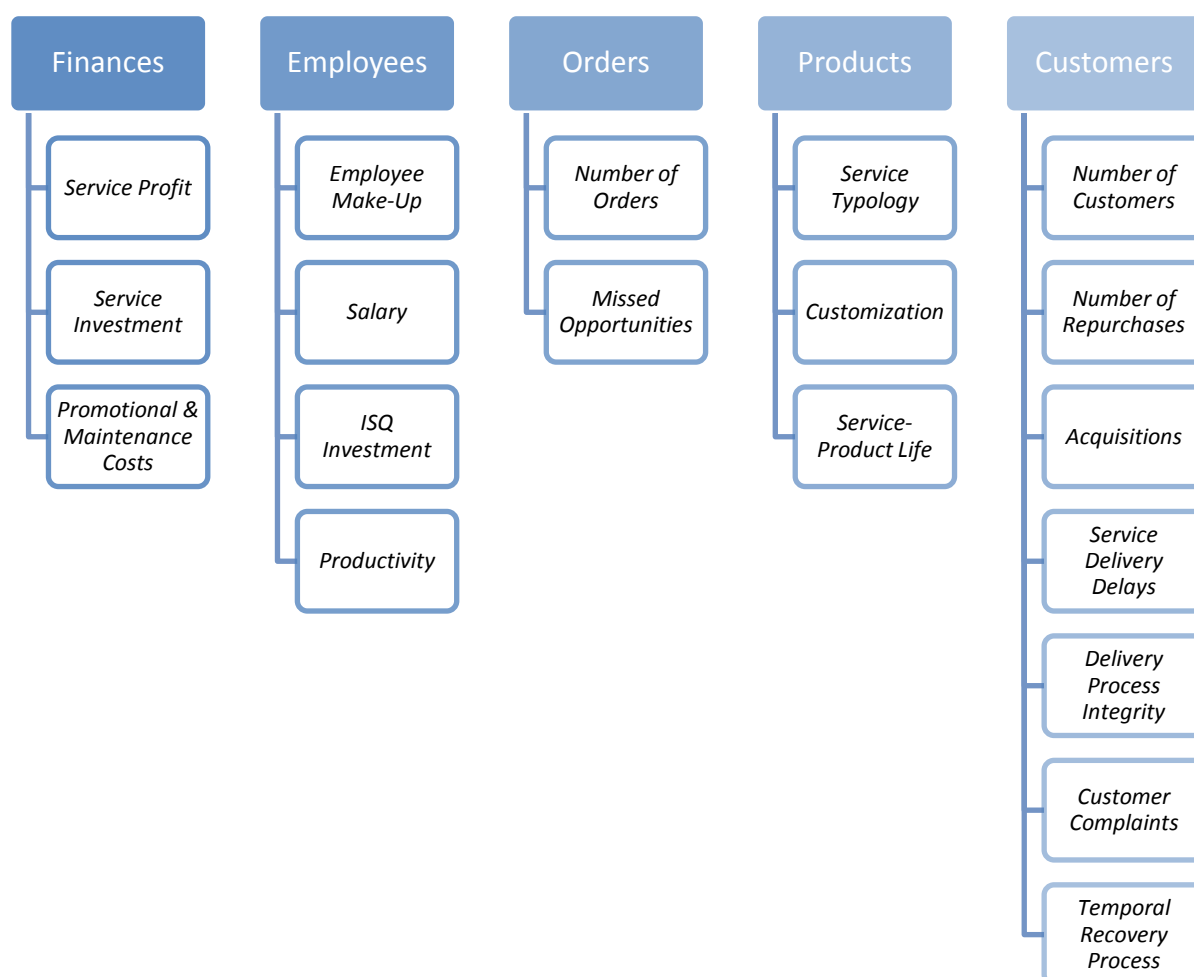 Finances
Service Profit
Service
Investment
Promotional &
Maintenance
Costs
Employees
Employee
Make-Up
Salary
ISQ
Investment
Productivity
Orders
Number of
Orders
Missed
Opportunities
Products
Service
Typology
Customization
Service-
Product Life
Customers
Number of
Customers
Number of
Repurchases
Acquisitions
Service
Delivery
Delays
Delivery
Process
Integrity
Customer
Complaints
Temporal
Recovery
Process